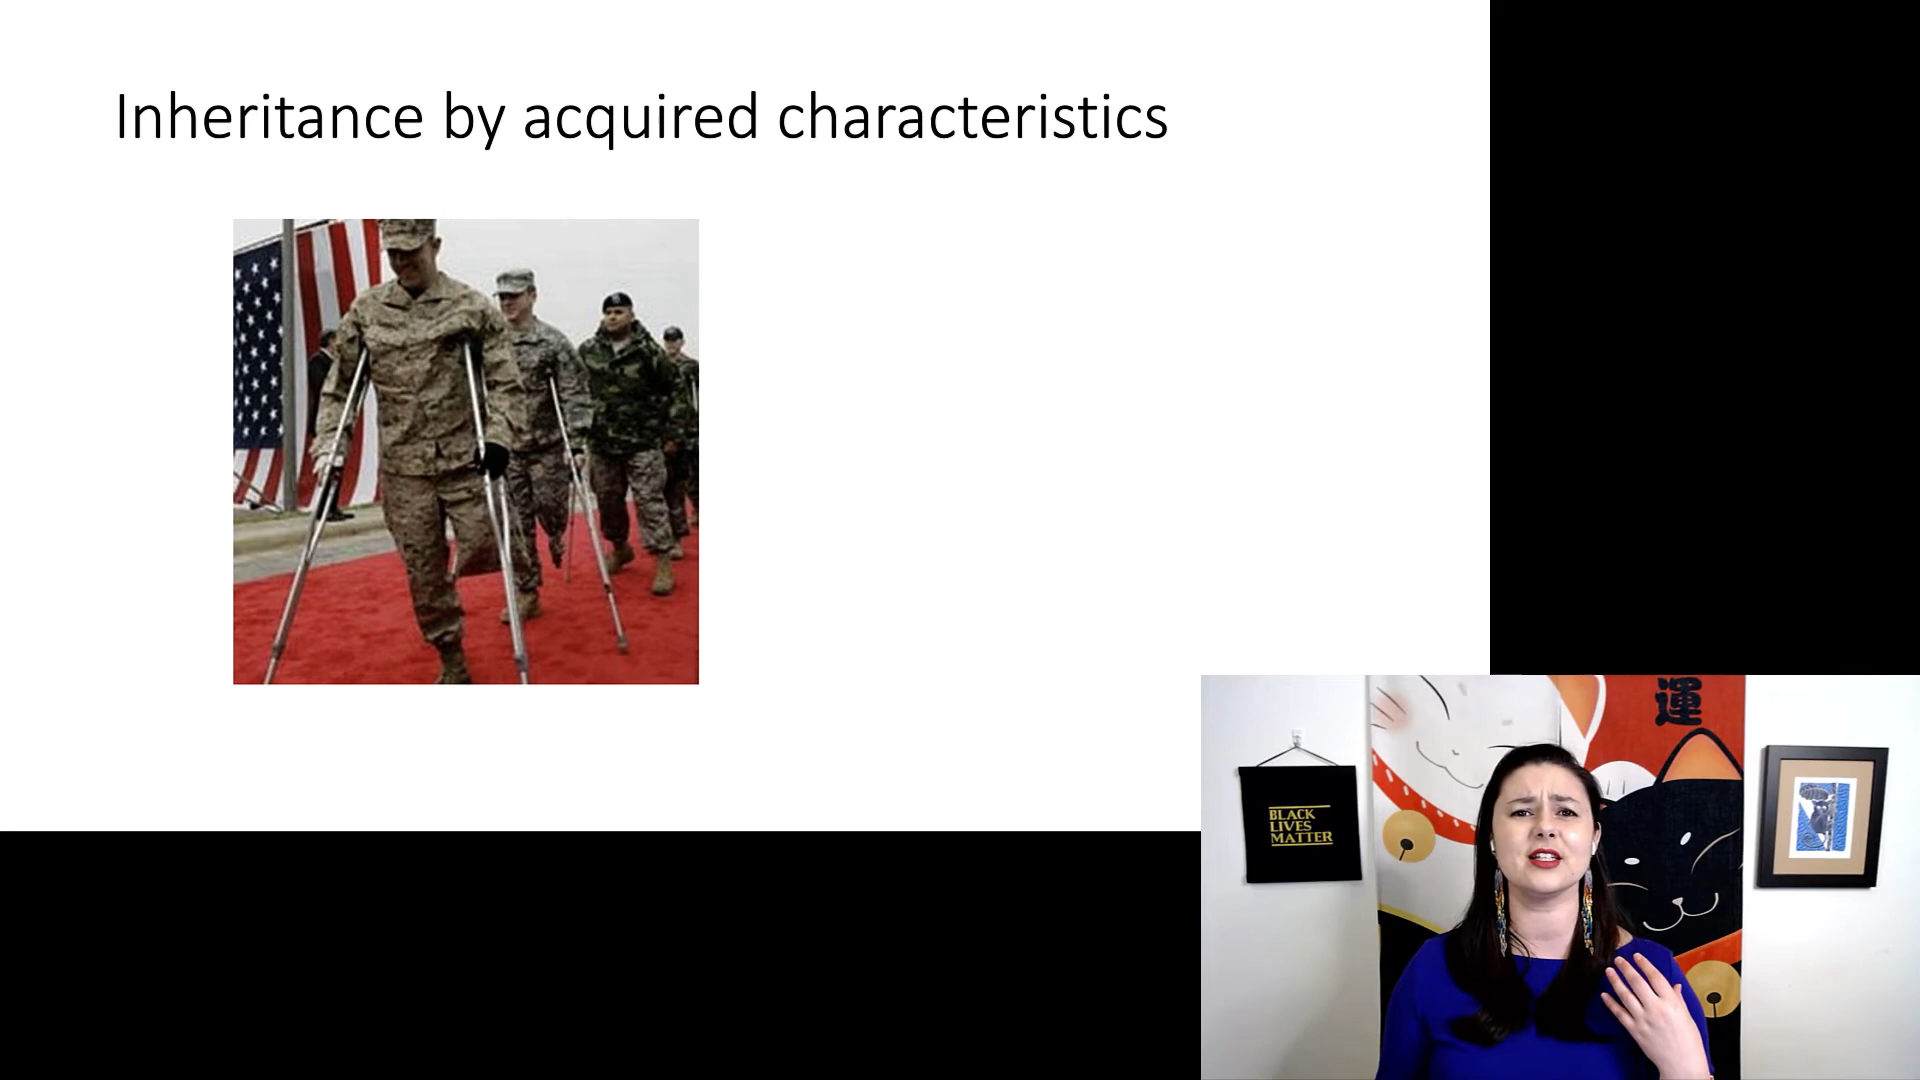 Inheritance by acquired characteristics
運
BLACK
LIVES
MATTER